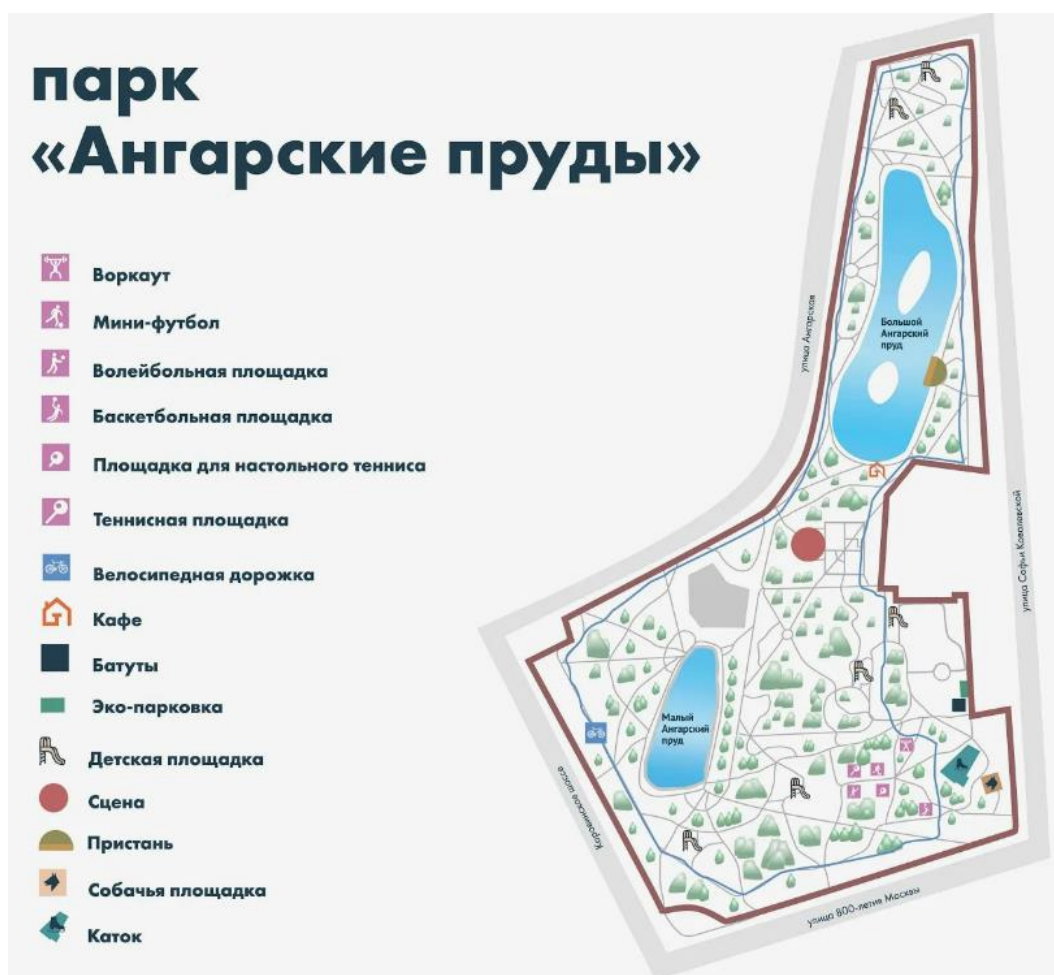 парк
«Ангарские пруды»
Воркаут
Мини-футбол
Волейбольная площадка
Баскетбольная площадка
Площадка для настольного тенниса
Теннисная площадка
Велосипедная дорожка
Кафе
Батуты
Эко-парковка
Детская площадка
Сцена
Пристань
Собачья площадка
Каток
улица Ангарская
Большой
Ангарский
пруд
улица Софьи Ковалевской
Малый
Ангарский
пруд
Коровинское шоссе
улица 800-летия Москвы